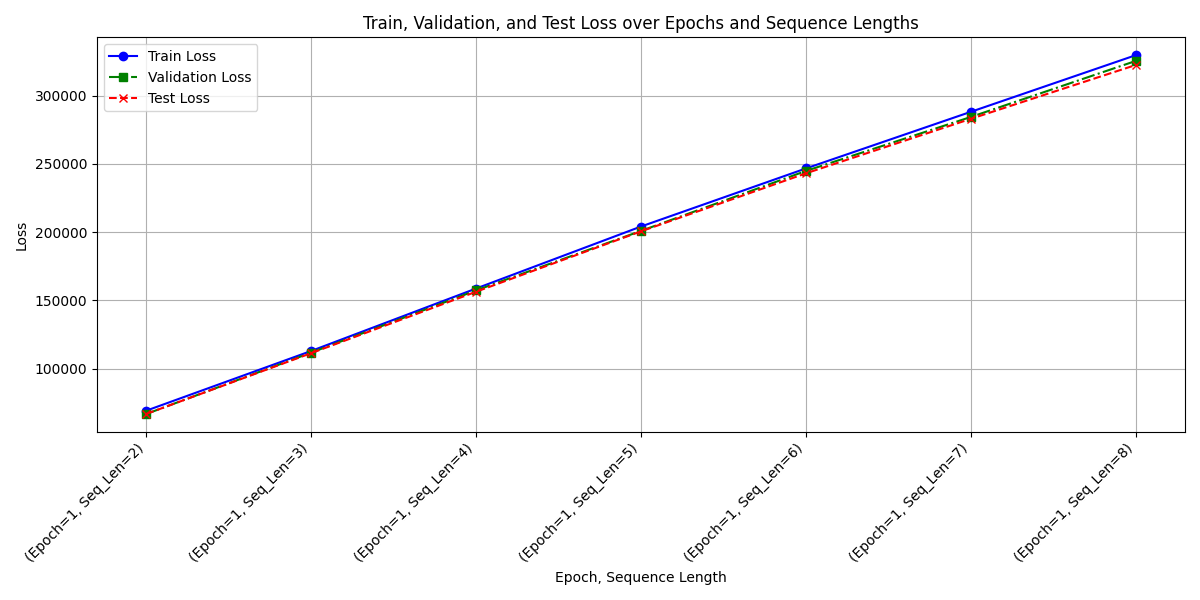 Train, Validation, and Test Loss over Epochs and Sequence Lengths
Train Loss
Validation Loss
Test Loss
Loss
300000
250000
200000
150000
100000
(Epoch=1, Seq_Len=2)
(Epoch=1, Seq_Len=3)
(Epoch=1, Seq_Len=4)
(Epoch=1, Seq_Len=5)
(Epoch=1, Seq_Len=6)
(Epoch=1, Seq_Len=7)
(Epoch=1, Seq_Len=8)
Epoch, Sequence Length